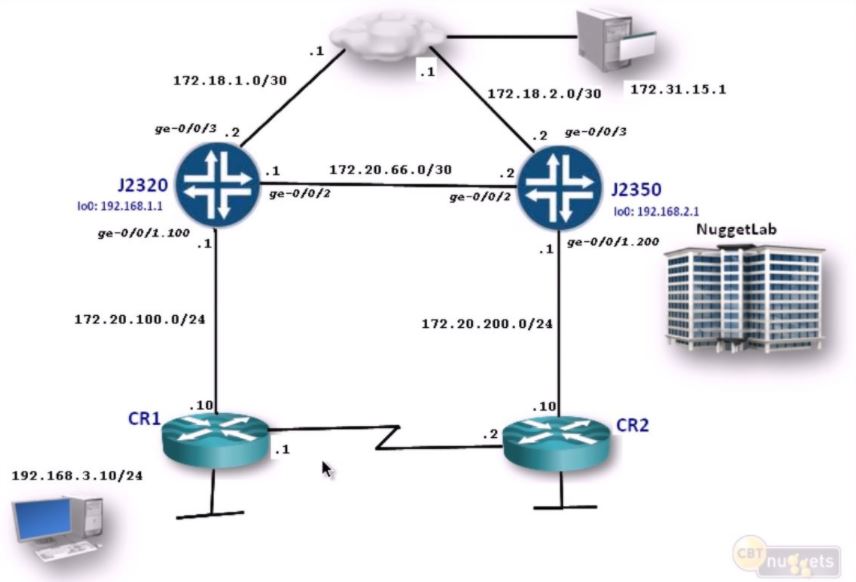 .1
.1
172.18.1.0/30
172.18.2.0/30
172.31.15.1
ge-0/0/3
.2
.2
ge-0/0/3
172.20.66.0/30
.1
.2
J2320
lo0: 192.168.1.1
ge-0/0/2
ge-0/0/2
J2350
lo0: 192.168.2.1
ge-0/0/1.100
.1
.1
ge-0/0/1.200
NuggetLab
172.20.100.0/24
172.20.200.0/24
.10
.10
CR1
CR2
.1
.2
192.168.3.10/24
CBT
nuggets